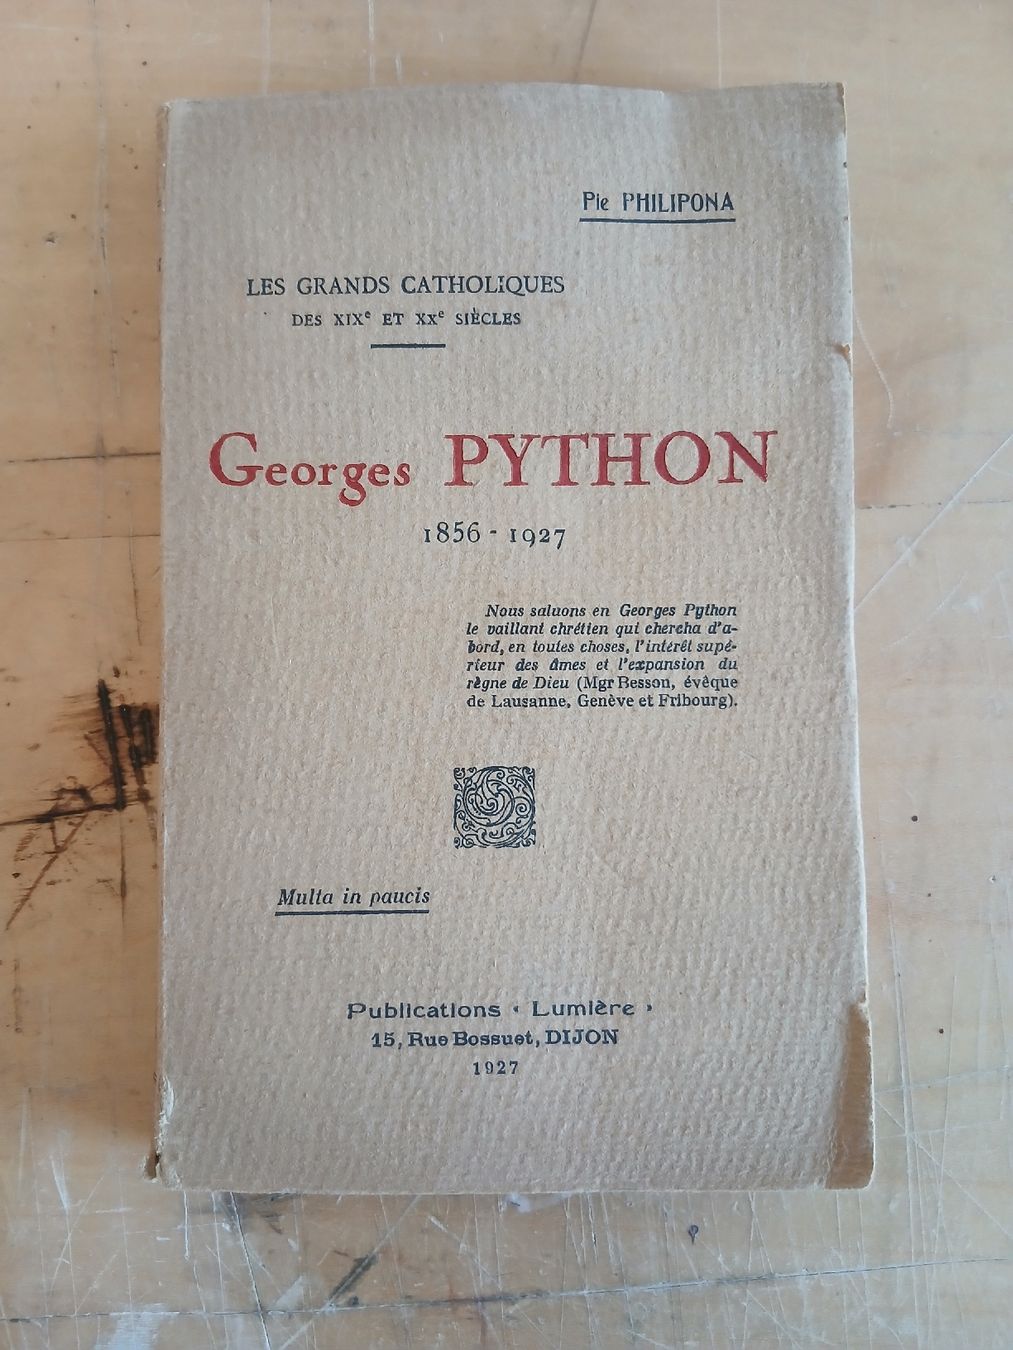 Pie PHILIPONA
LES GRANDS CATHOLIQUES
DES XIXe ET XXe SIÈCLES
Georges PYTHON
1856 - 1927
Nous saluons en Georges Python
le vaillant chrétien qui chercha d'a-
bord, en toutes choses, l'intérêt supé-
rieur des âmes et l'expansion du
règne de Dieu (Mgr Besson, évêque
de Lausanne, Genève et Fribourg).
Multa in paucis
Publications « Lumière »
15, Rue Bossuet, DIJON
1927